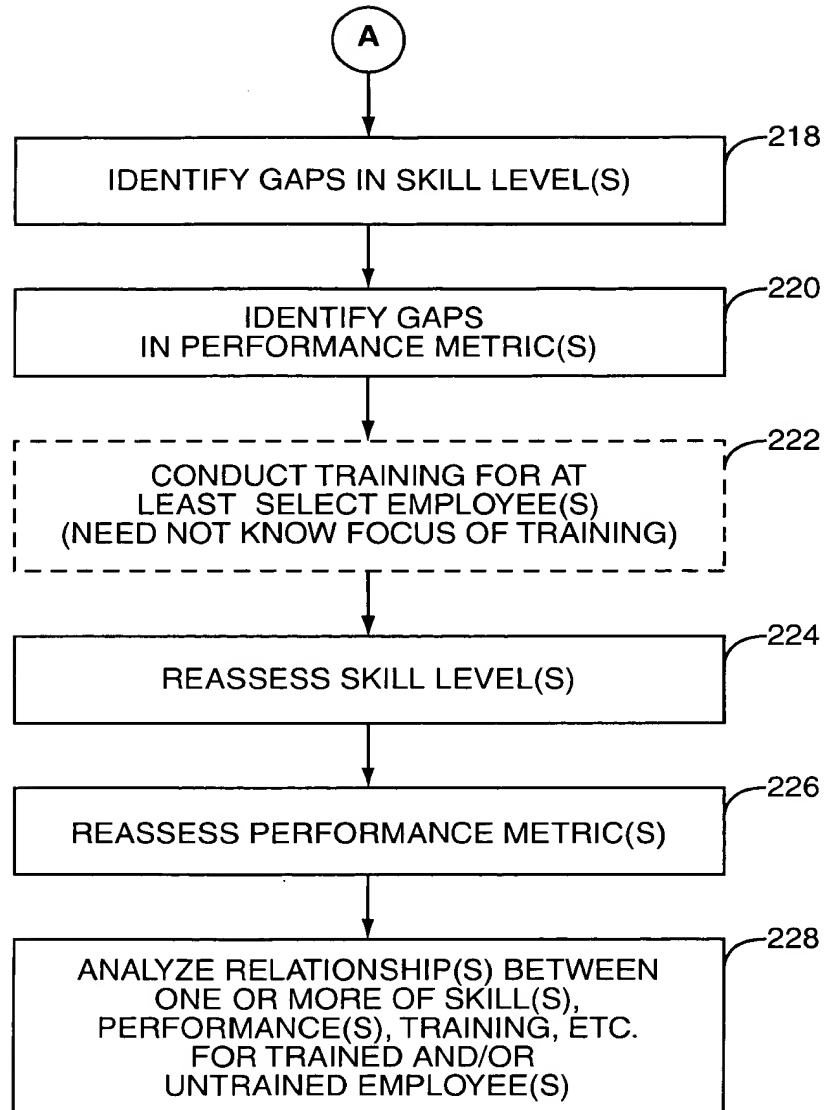 A
218
IDENTIFY GAPS IN SKILL LEVEL(S)
220
IDENTIFY GAPS
IN PERFORMANCE METRIC(S)
222
CONDUCT TRAINING FOR AT
LEAST SELECT EMPLOYEE(S)
(NEED NOT KNOW FOCUS OF TRAINING)
224
REASSESS SKILL LEVEL(S)
226
REASSESS PERFORMANCE METRIC(S)
228
ANALYZE RELATIONSHIP(S) BETWEEN
ONE OR MORE OF SKILL(S),
PERFORMANCE(S), TRAINING, ETC.
FOR TRAINED AND/OR
UNTRAINED EMPLOYEE(S)